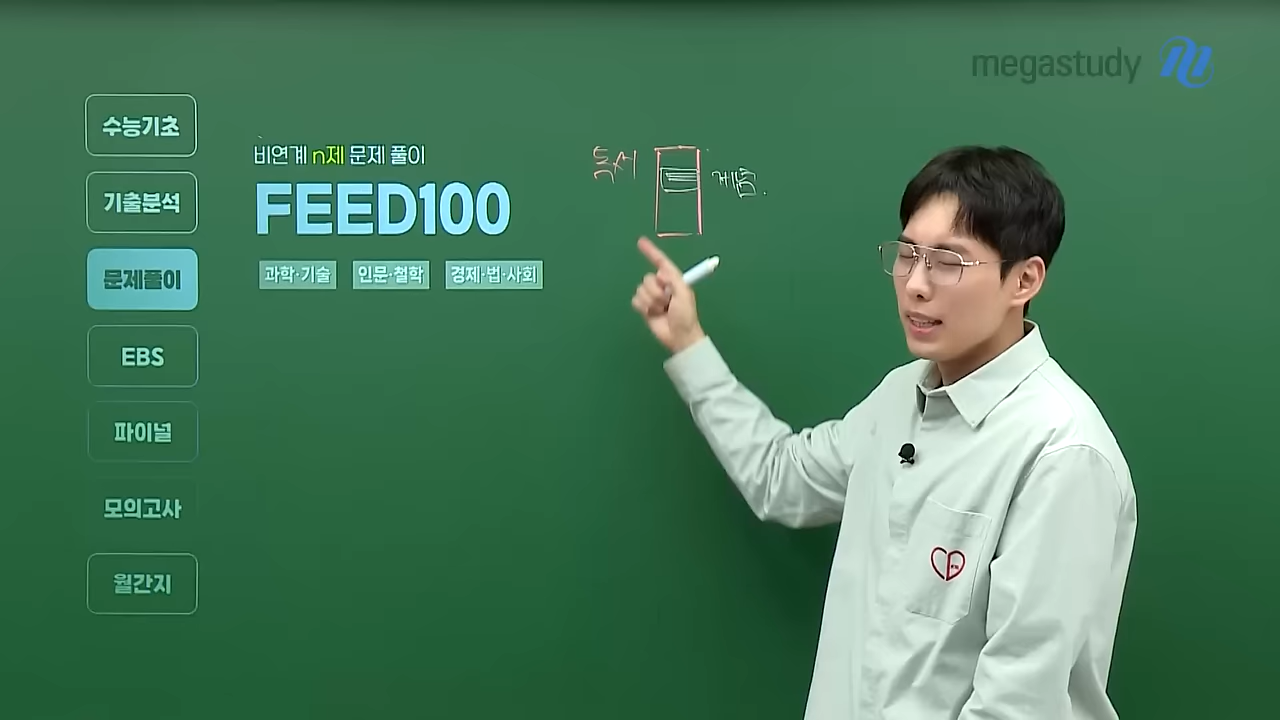 megastudy
수능기초
기출분석
문제풀이
EBS
파이널
모의고사
월간지
비연계 n제 문제 풀이
FEED100
과학·기술 인문·철학 경제·법·사회
독서